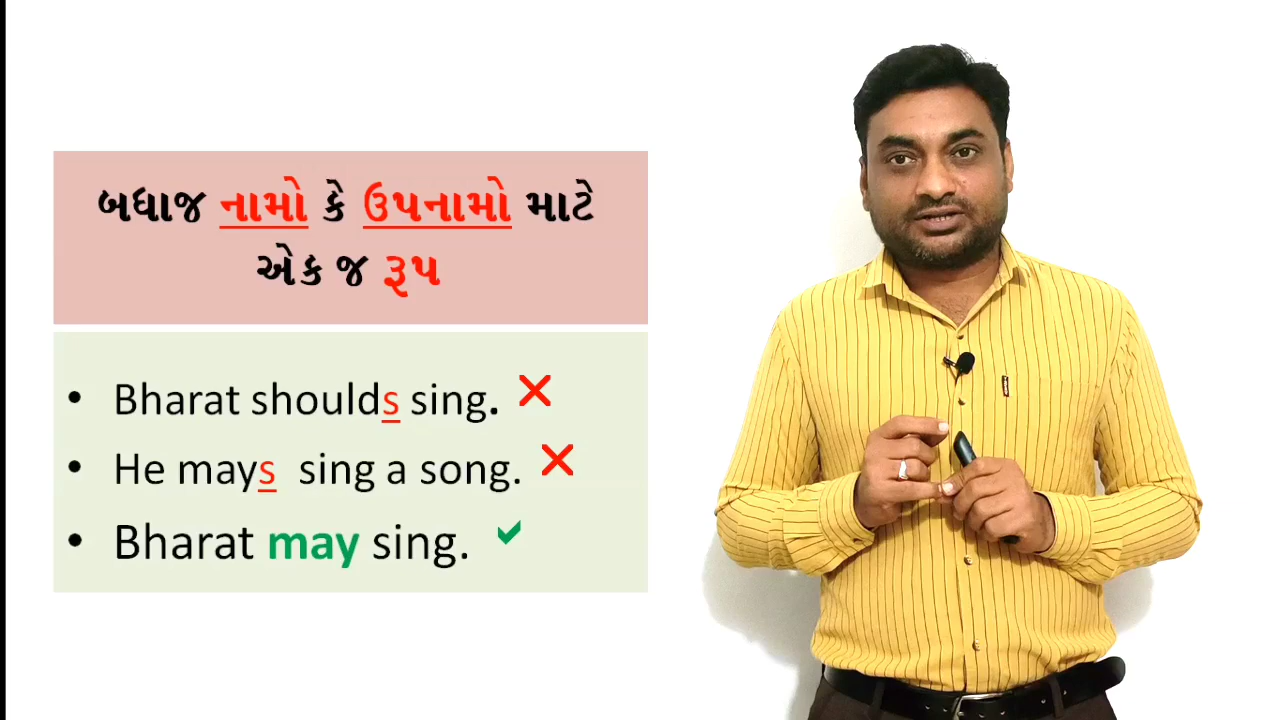 બધાજ નામો કે ઉપનામો માટે
એક જ રૂપ
• Bharat shoulds sing.
• He mays sing a song.
• Bharat may sing.